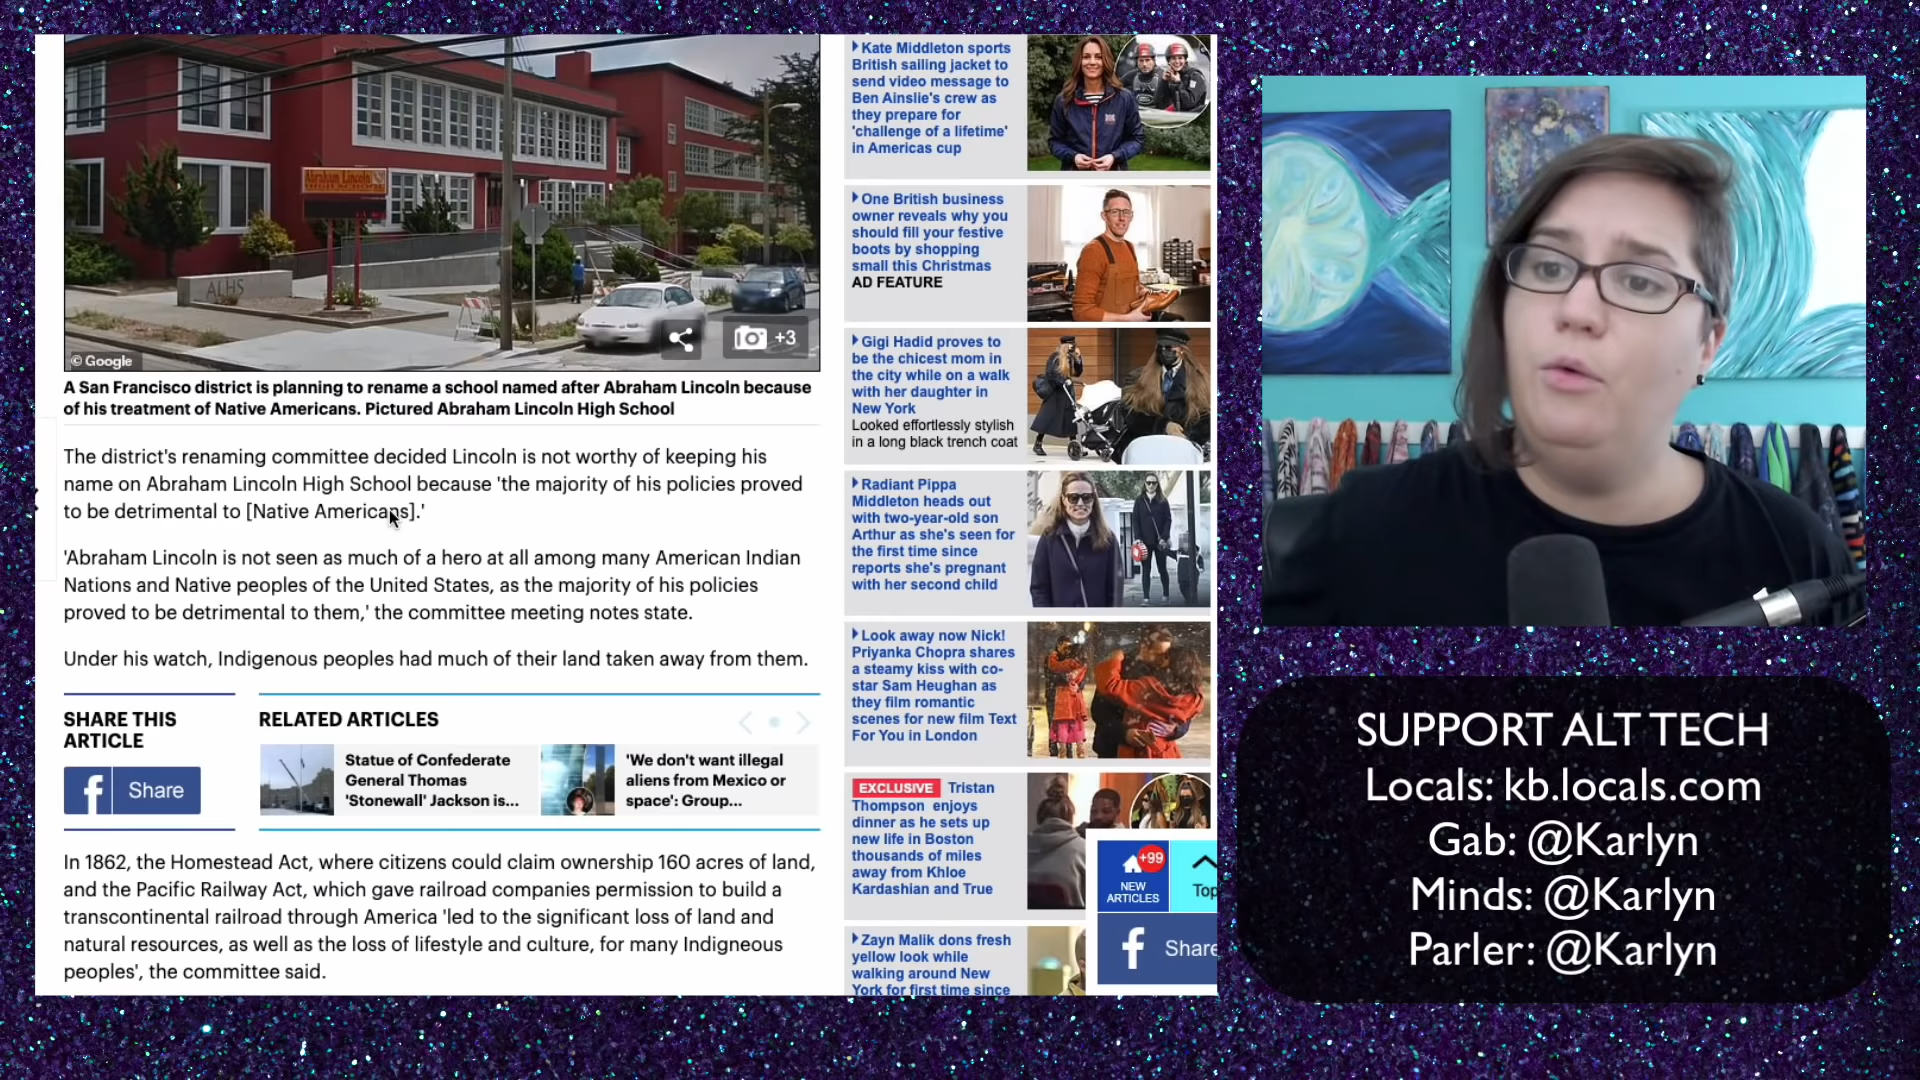 Abraham Lincoln
HIGH SCHOOL
ALHS
+3
© Google
A San Francisco district is planning to rename a school named after Abraham Lincoln because
of his treatment of Native Americans. Pictured Abraham Lincoln High School
The district's renaming committee decided Lincoln is not worthy of keeping his
name on Abraham Lincoln High School because 'the majority of his policies proved
to be detrimental to [Native Americans].'
'Abraham Lincoln is not seen as much of a hero at all among many American Indian
Nations and Native peoples of the United States, as the majority of his policies
proved to be detrimental to them,' the committee meeting notes state.
Under his watch, Indigenous peoples had much of their land taken away from them.
SHARE THIS
ARTICLE
Share
RELATED ARTICLES
Statue of Confederate
General Thomas
'Stonewall' Jackson is...
'We don't want illegal
aliens from Mexico or
space': Group...
In 1862, the Homestead Act, where citizens could claim ownership 160 acres of land,
and the Pacific Railway Act, which gave railroad companies permission to build a
transcontinental railroad through America 'led to the significant loss of land and
natural resources, as well as the loss of lifestyle and culture, for many Indigneous
peoples', the committee said.
Kate Middleton sports
British sailing jacket to
send video message to
Ben Ainslie's crew as
they prepare for
'challenge of a lifetime'
in Americas cup
One British business
owner reveals why you
should fill your festive
boots by shopping
small this Christmas
AD FEATURE
Gigi Hadid proves to
be the chicest mom in
the city while on a walk
with her daughter in
New York
Looked effortlessly stylish
in a long black trench coat
Radiant Pippa
Middleton heads out
with two-year-old son
Arthur as she's seen for
the first time since
reports she's pregnant
with her second child
Look away now Nick!
Priyanka Chopra shares
a steamy kiss with co-
star Sam Heughan as
they film romantic
scenes for new film Text
For You in London
EXCLUSIVE Tristan
Thompson enjoys
dinner as he sets up
new life in Boston
thousands of miles
away from Khloe
Kardashian and True
Zayn Malik dons fresh
yellow look while
walking around New
York for first time since
+99
NEW
ARTICLES
Top
Share
SUPPORT ALT TECH
Locals: kb.locals.com
Gab: @Karlyn
Minds: @Karlyn
Parler: @Karlyn